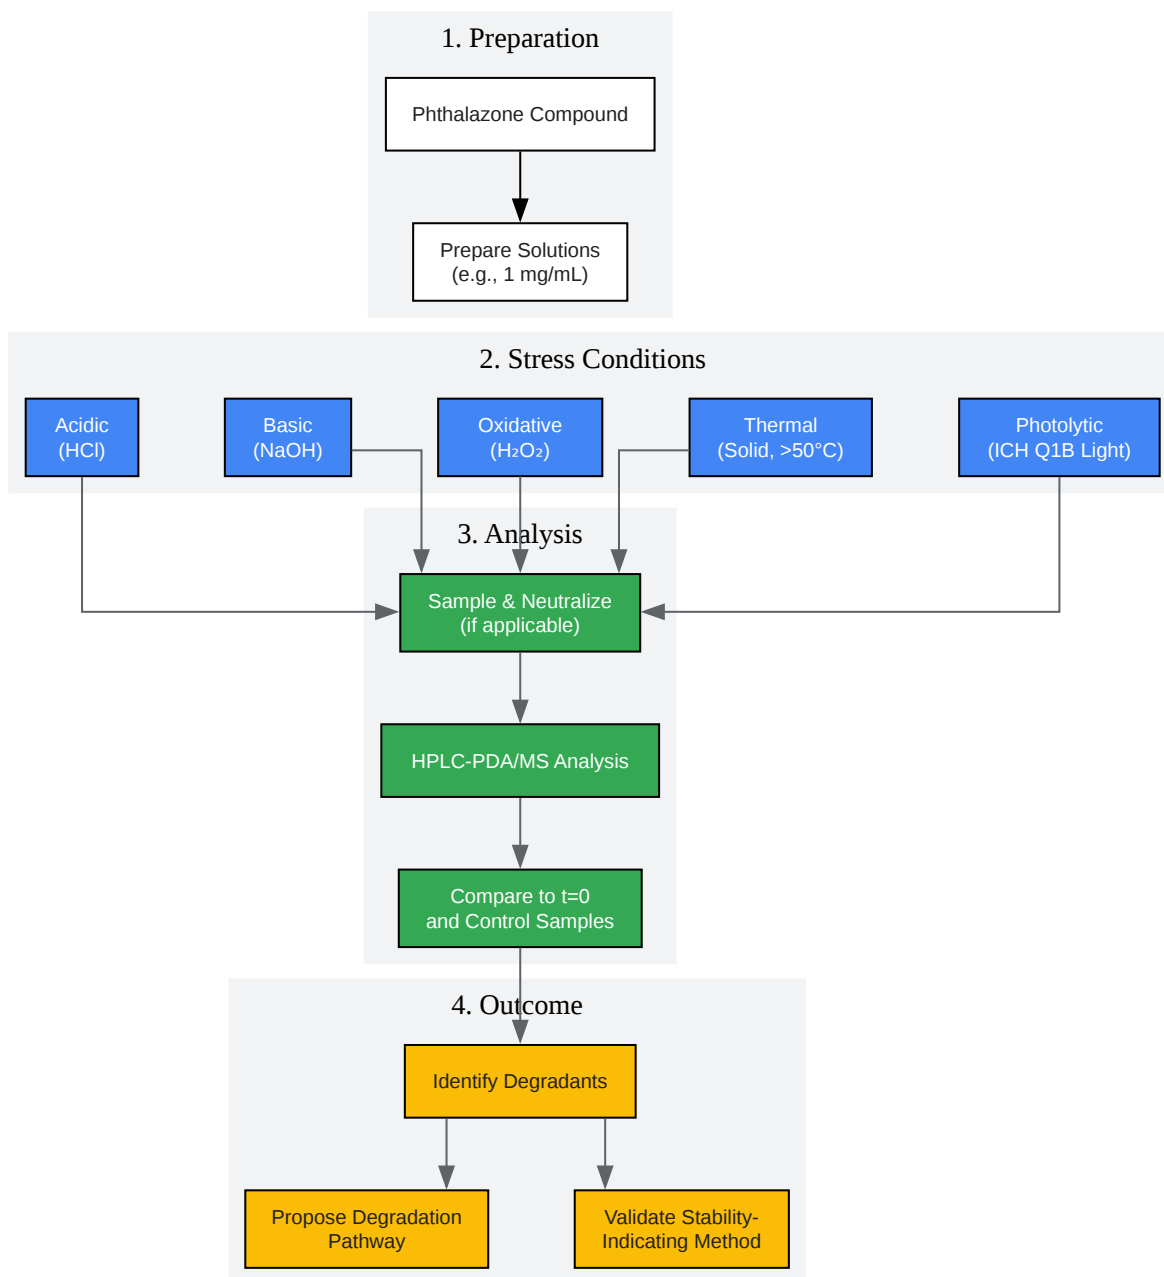 1. Preparation
Phthalazone Compound
Prepare Solutions
(e.g., 1 mg/mL)
2. Stress Conditions
Acidic
(HCl)
Basic
(NaOH)
Oxidative
(H₂O₂)
Thermal
(Solid, >50°C)
Photolytic
(ICH Q1B Light)
3. Analysis
Sample & Neutralize
(if applicable)
HPLC-PDA/MS Analysis
Compare to t=0
and Control Samples
4. Outcome
Identify Degradants
Propose Degradation
Pathway
Validate Stability-
Indicating Method